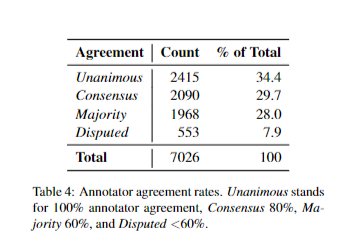 Agreement Count % of Total
Unanimous 2415 34.4
Consensus 2090 29.7
Majority 1968 28.0
Disputed 553 7.9
Total 7026 100
Table 4: Annotator agreement rates. Unanimous stands
for 100% annotator agreement, Consensus 80%, Ma-
jority 60%, and Disputed <60%.